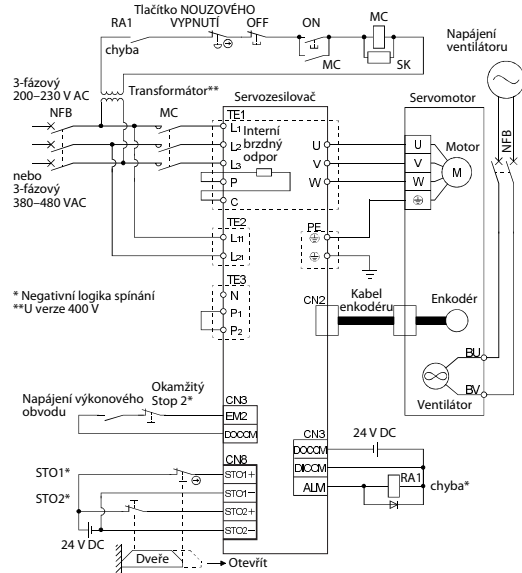 Tlačítko NOUZOVÉHO
VYPNUTÍ
RA1
chyba
OFF
ON
MC
MC
SK
Napájení
ventilátoru
3-fázový
200–230 V AC
Transformátor**
NFB
MC
nebo
3-fázový
380–480 VAC
Servozesilovač
TE1
L1
L2
L3
P
C
Interní
brzdný
odpor
U
V
W
Servomotor
U
V
W
Motor
M
NFB
TE2
L11
L21
PE
TE3
N
P1
P2
* Negativní logika spínání
**U verze 400 V
CN2
Kabel
enkodéru
Enkodér
BU
BV
Ventilátor
Napájení výkonového
obvodu
Okamžitý
Stop 2*
CN3
EM2
DOCOM
CN3
DOCOM
DICOM
ALM
24 V DC
RA1
chyba*
CN8
STO1+
STO1−
STO2+
STO2−
STO1*
STO2*
24 V DC
Dveře
Otevřít